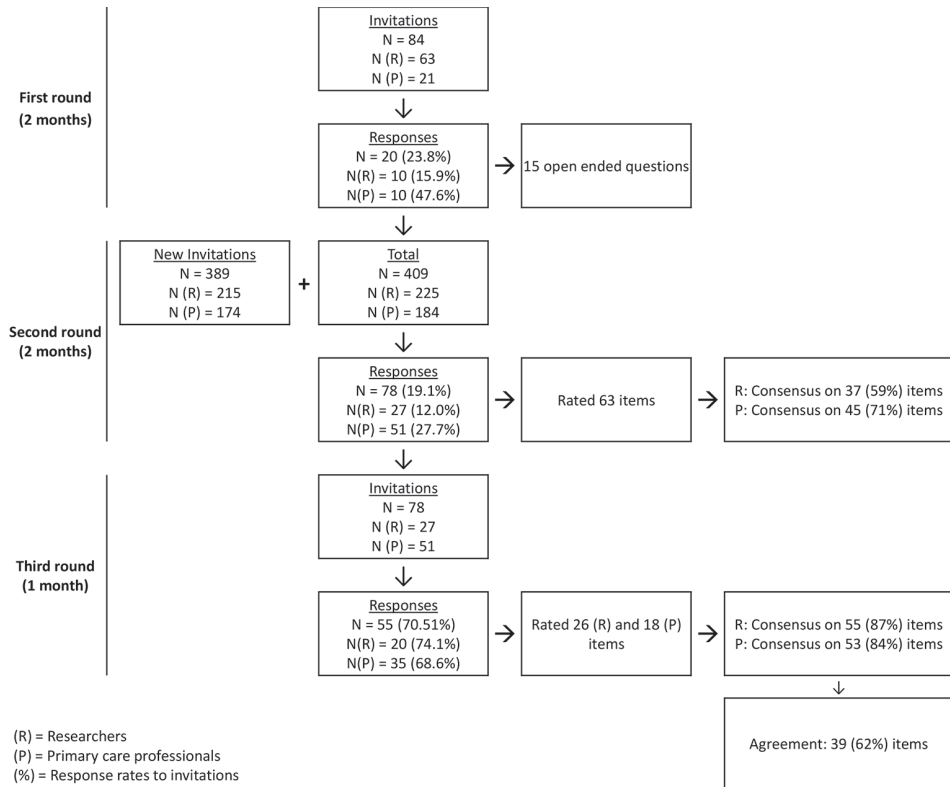 Invitations
N = 84
N (R) = 63
N (P) = 21
First round
(2 months)
Responses
N = 20 (23.8%)
N(R) = 10 (15.9%)
N(P) = 10 (47.6%)
15 open ended questions
New Invitations
N = 389
N (R) = 215
N (P) = 174
+
Total
N = 409
N (R) = 225
N (P) = 184
Second round
(2 months)
Responses
N = 78 (19.1%)
N(R) = 27 (12.0%)
N(P) = 51 (27.7%)
Rated 63 items
R: Consensus on 37 (59%) items
P: Consensus on 45 (71%) items
Invitations
N = 78
N (R) = 27
N (P) = 51
Third round
(1 month)
Responses
N = 55 (70.51%)
N(R) = 20 (74.1%)
N(P) = 35 (68.6%)
Rated 26 (R) and 18 (P)
items
R: Consensus on 55 (87%) items
P: Consensus on 53 (84%) items
Agreement: 39 (62%) items
(R) = Researchers
(P) = Primary care professionals
(%) = Response rates to invitations